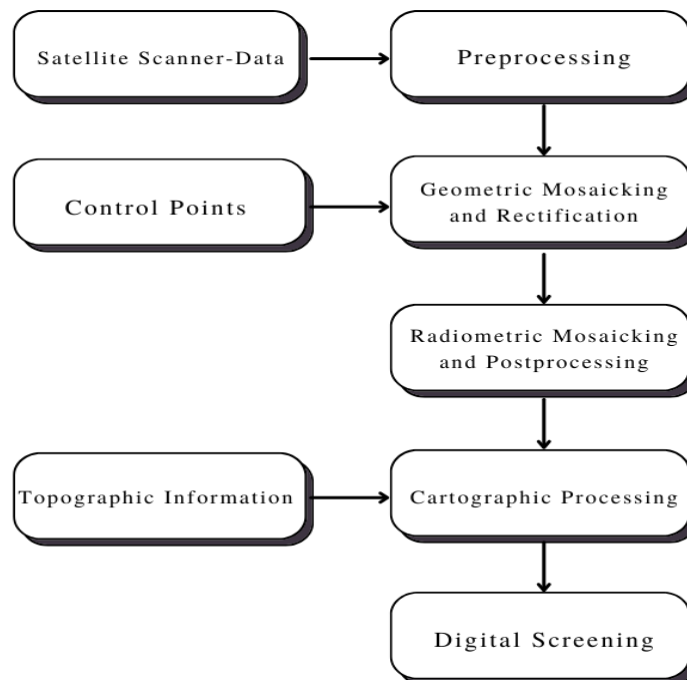 Satellite Scanner-Data
Preprocessing
Control Points
Geometric Mosaicking
and Rectification
Radiometric Mosaicking
and Postprocessing
Topographic Information
Cartographic Processing
Digital Screening